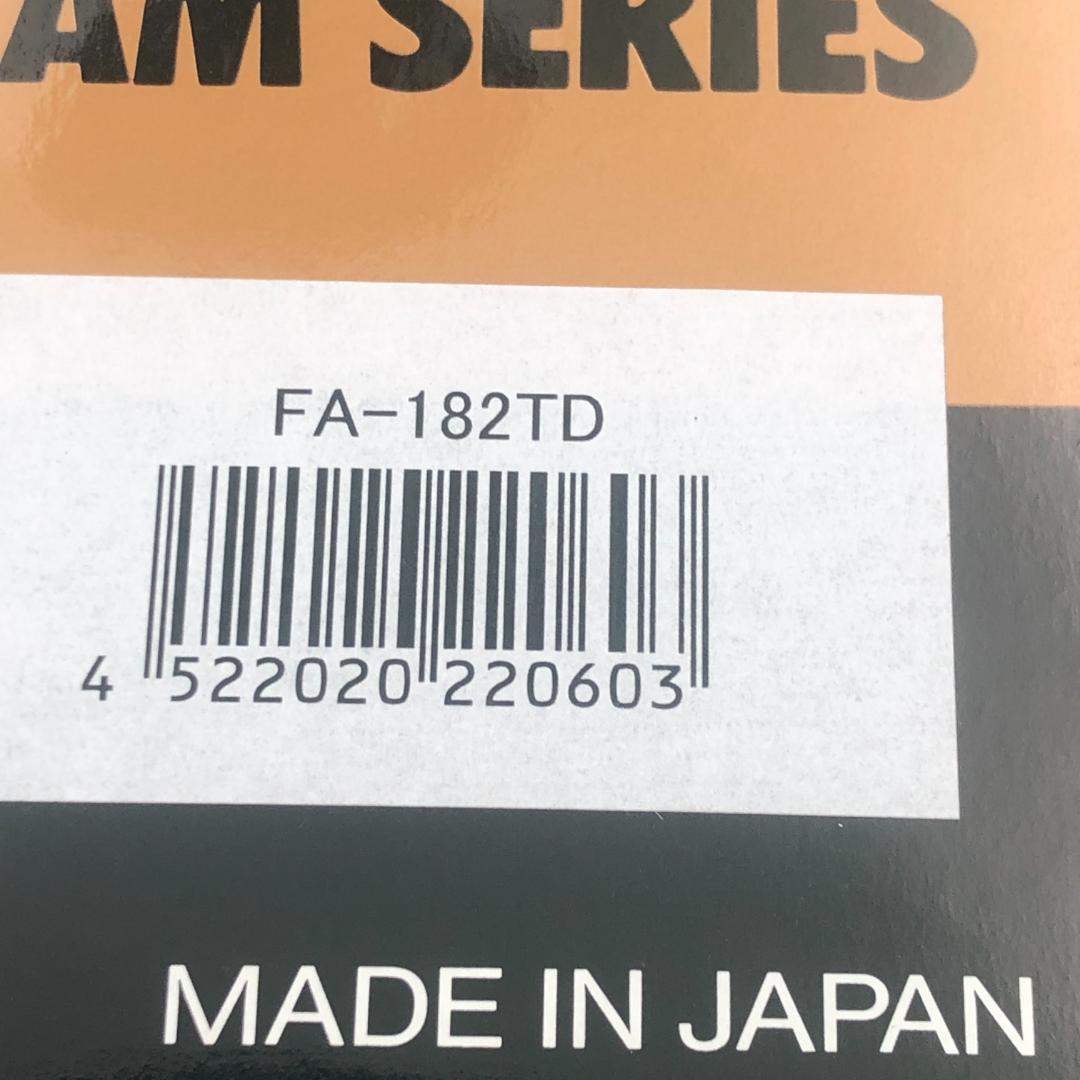 AM SERIES
FA-182TD
4 522020 220603
MADE IN JAPAN